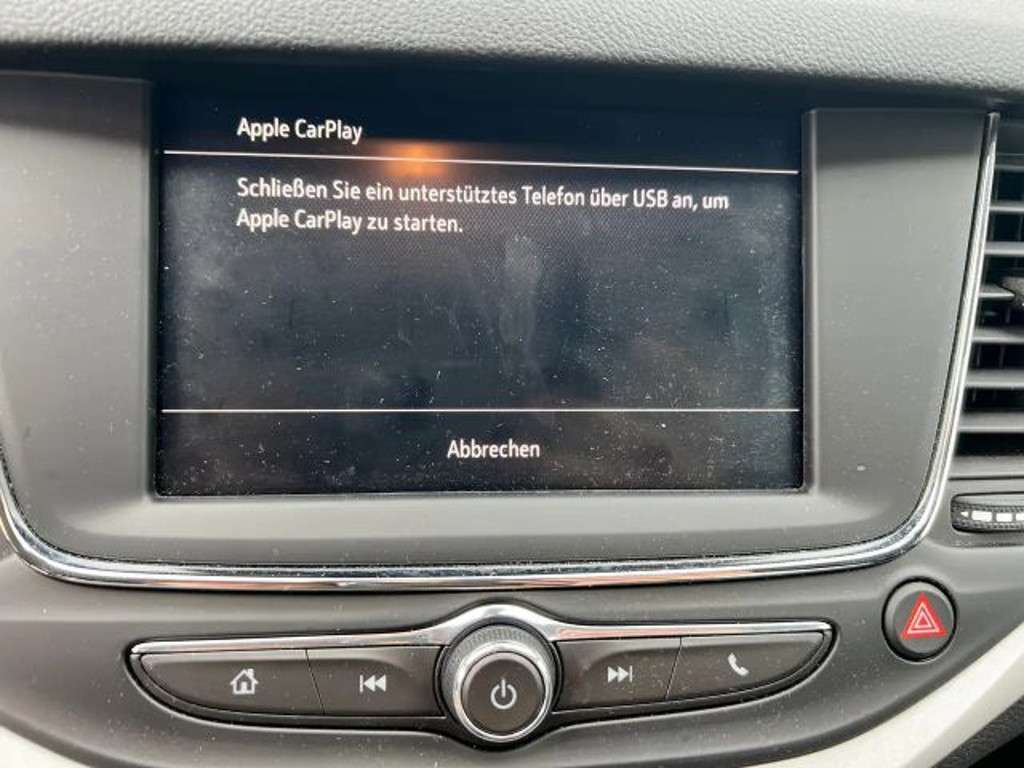 Apple CarPlay
Schließen Sie ein unterstütztes Telefon über USB an, um
Apple CarPlay zu starten.
Abbrechen